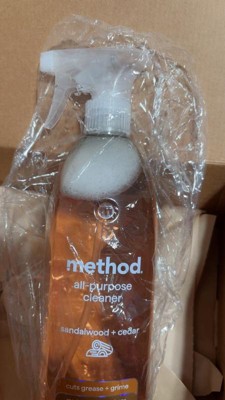 method
all-purpose
cleaner
sandalwood + cedar
cuts grease + grime